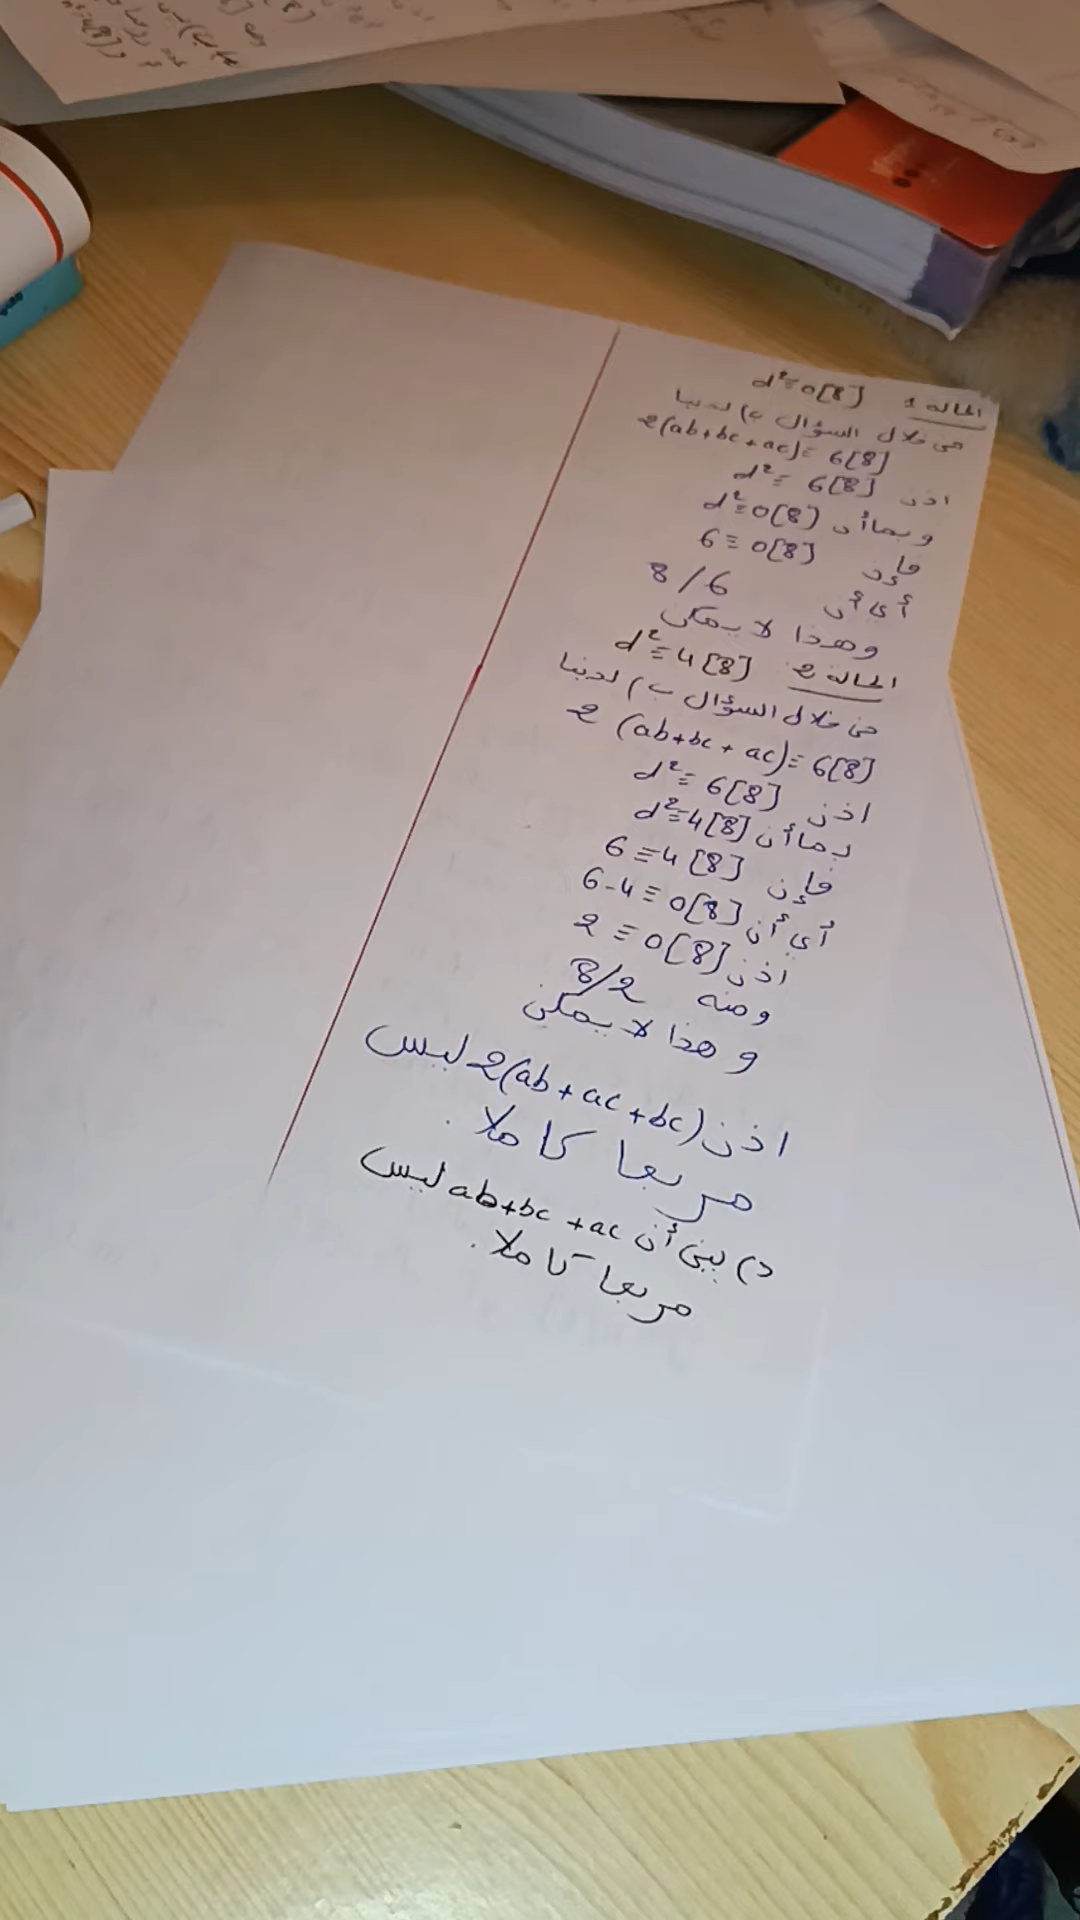 الحالة 1 d²≡0[8]
من خلال السؤال ب) لدينا
2(ab+bc+ac)≡6[8]
اذن d²≡6[8]
وبما أن d²≡0[8]
فإن 6≡0[8]
أي أن 8/6
وهذا لا يمكن
الحالة 2 d²≡4[8]
من خلال السؤال ب) لدينا
2(ab+bc+ac)≡6[8]
اذن d²≡6[8]
بما أن d²≡4[8]
فإن 6≡4[8]
أي أن 6-4≡0[8]
اذن 2≡0[8]
ومنه 8/2
وهذا لا يمكن
اذن 2(ab+ac+bc) ليس
مربعا كاملا.
د) بين أن ab+bc+ac ليس
مربعا كاملا.